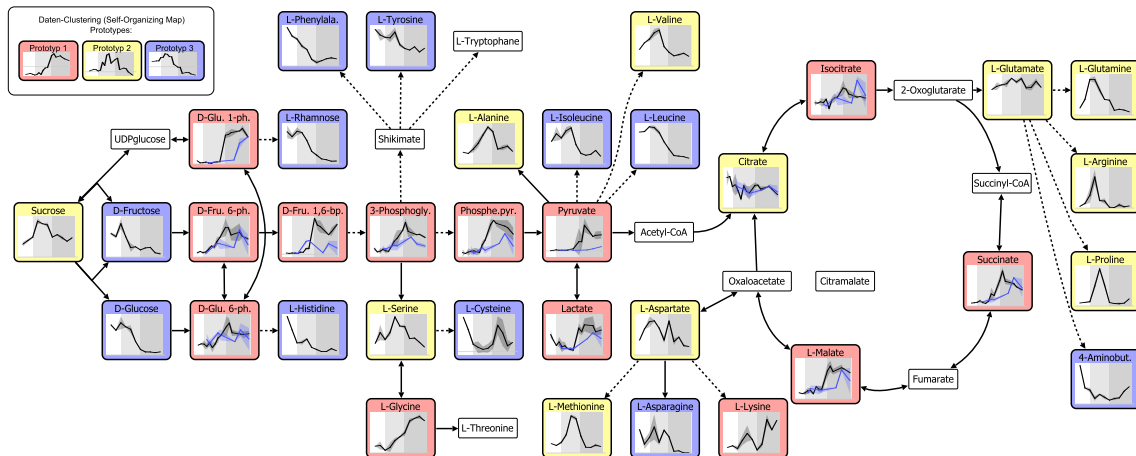 Daten-Clustering (Self-Organizing Map)
Prototypes:
Prototyp 1
Prototyp 2
Prototyp 3
L-Phenylala.
L-Tyrosine
L-Tryptophane
L-Valine
Isocitrate
2-Oxoglutarate
L-Glutamate
L-Glutamine
UDPglucose
D-Glu. 1-ph.
L-Rhamnose
Shikimate
L-Alanine
L-Isoleucine
L-Leucine
Citrate
L-Arginine
Succinyl-CoA
Sucrose
D-Fructose
D-Fru. 6-ph.
D-Fru. 1,6-bp.
3-Phosphogly.
Phosphe.pyr.
Pyruvate
Acetyl-CoA
Succinate
L-Proline
Oxaloacetate
Citramalate
D-Glucose
D-Glu. 6-ph.
L-Histidine
L-Serine
L-Cysteine
Lactate
L-Aspartate
L-Malate
Fumarate
4-Aminobut.
L-Glycine
L-Threonine
L-Methionine
L-Asparagine
L-Lysine